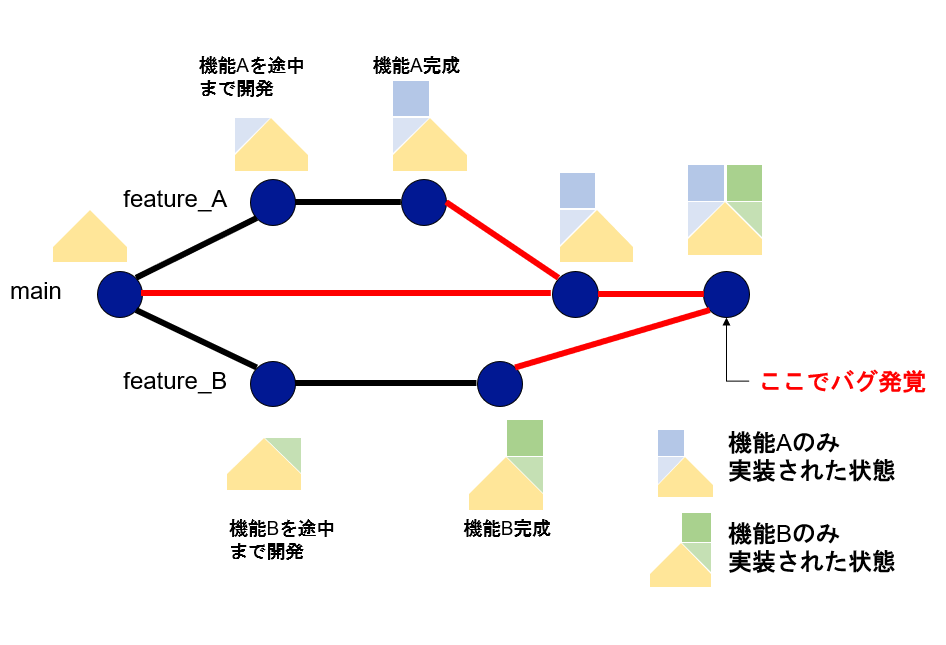 機能Aを途中
まで開発
機能A完成
feature_A
main
feature_B
ここでバグ発覚
機能Aのみ
実装された状態
機能Bを途中
まで開発
機能B完成
機能Bのみ
実装された状態